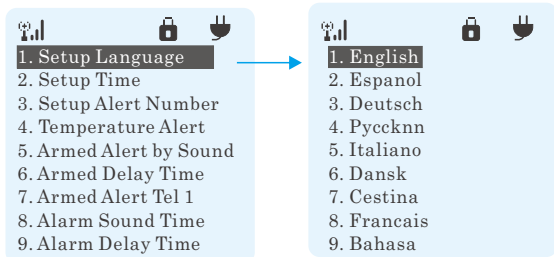 1. Setup Language
2. Setup Time
3. Setup Alert Number
4. Temperature Alert
5. Armed Alert by Sound
6. Armed Delay Time
7. Armed Alert Tel 1
8. Alarm Sound Time
9. Alarm Delay Time
1. English
2. Espanol
3. Deutsch
4. Pyccknn
5. Italiano
6. Dansk
7. Cestina
8. Francais
9. Bahasa